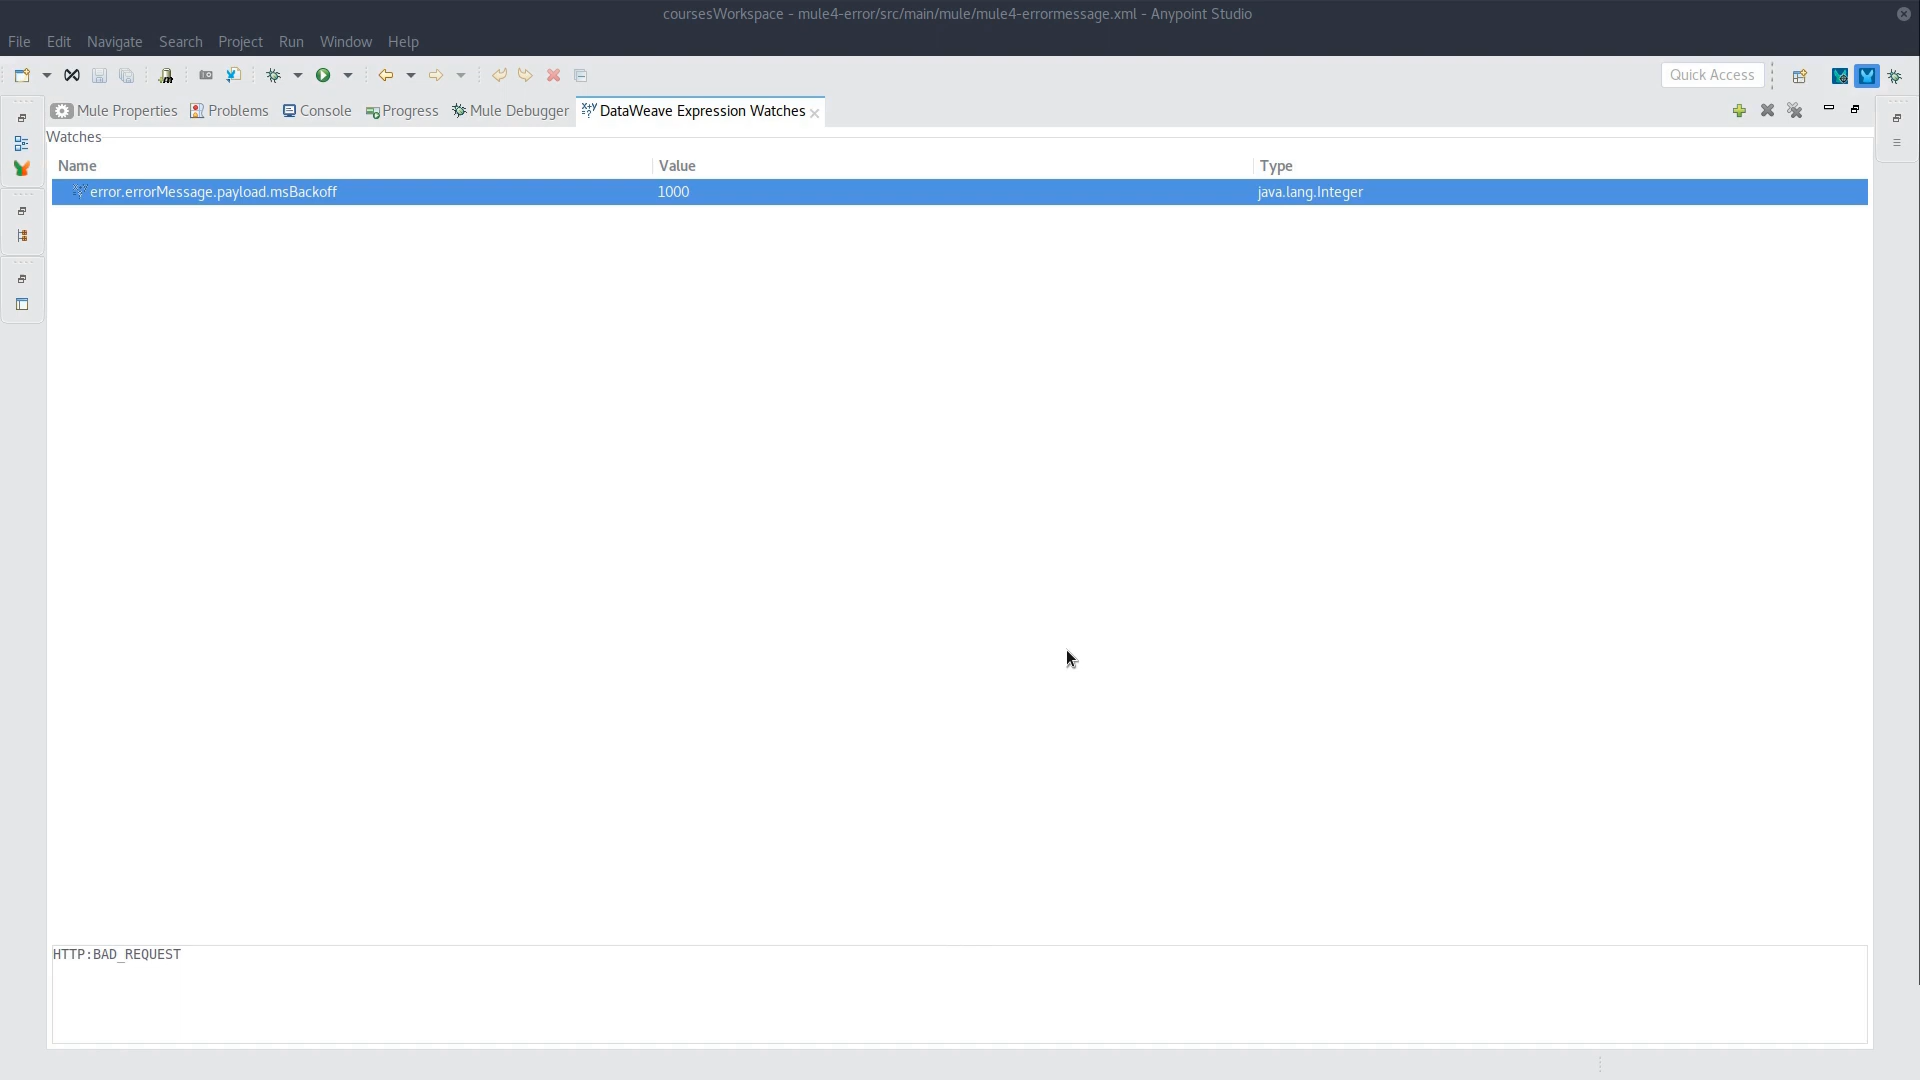 coursesWorkspace - mule4-error/src/main/mule/mule4-errormessage.xml - Anypoint Studio
File Edit Navigate Search Project Run Window Help
Quick Access
Mule Properties Problems Console Progress Mule Debugger DataWeave Expression Watches
Watches
Name Value Type
error.errorMessage.payload.msBackoff 1000 java.lang.Integer
HTTP:BAD_REQUEST